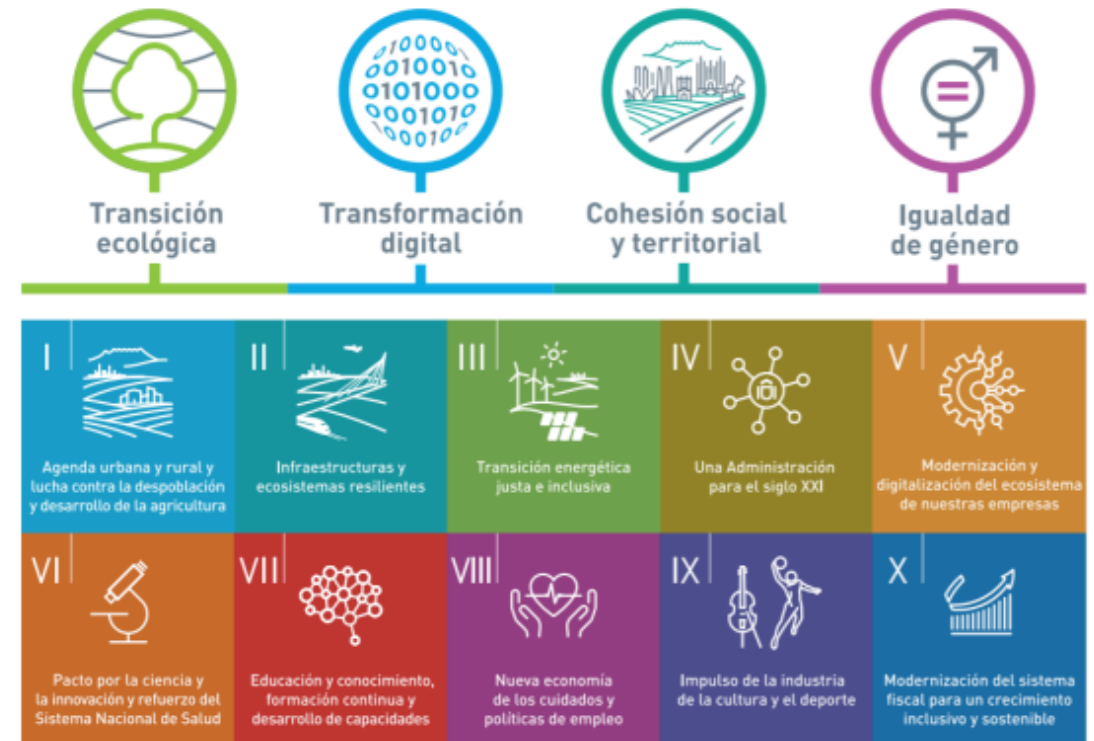 Transición
ecológica
Transformación
digital
Cohesión social
y territorial
Igualdad
de género
I
Agenda urbana y rural y
lucha contra la despoblación
y desarrollo de la agricultura
II
Infraestructuras y
ecosistemas resilientes
III
Transición energética
justa e inclusiva
IV
Una Administración
para el siglo XXI
V
Modernización y
digitalización del ecosistema
de nuestras empresas
VI
Pacto por la ciencia y
la innovación y refuerzo del
Sistema Nacional de Salud
VII
Educación y conocimiento,
formación continua y
desarrollo de capacidades
VIII
Nueva economía
de los cuidados y
políticas de empleo
IX
Impulso de la industria
de la cultura y el deporte
X
Modernización del sistema
fiscal para un crecimiento
inclusivo y sostenible